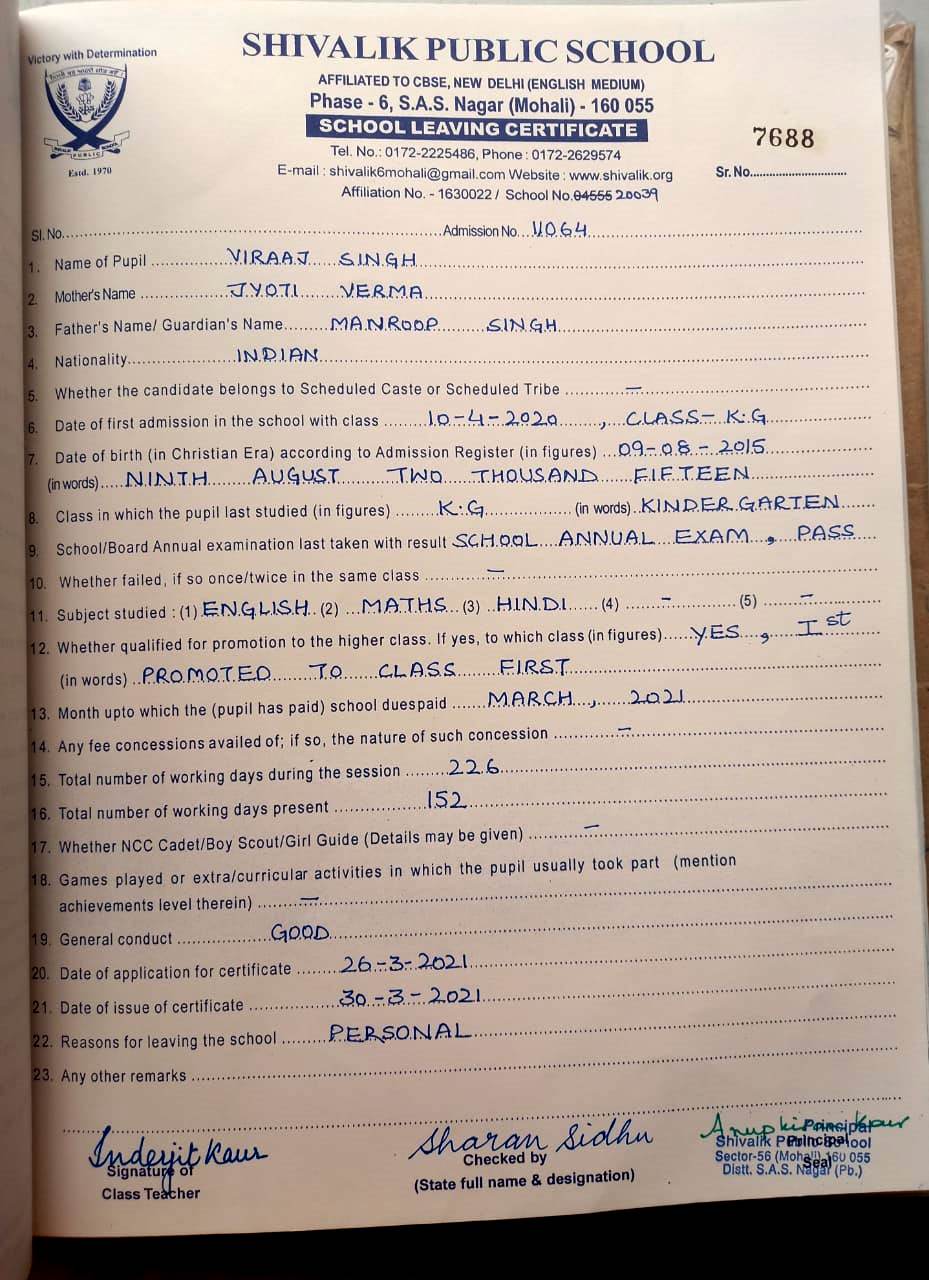 Victory with Determination
SHIVALIK PUBLIC SCHOOL
AFFILIATED TO CBSE, NEW DELHI (ENGLISH MEDIUM)
Phase - 6, S.A.S. Nagar (Mohali) - 160 055
SCHOOL LEAVING CERTIFICATE
7688
PUBLIC
Estd. 1970
Tel. No.: 0172-2225486, Phone : 0172-2629574
E-mail : shivalik6mohali@gmail.com Website : www.shivalik.org
Sr. No..............................
Affiliation No. - 1630022 / School No. 04555 20039
Sl. No. ........ Admission No. 11064
1. Name of Pupil ........ VIRAAJ SINGH
2. Mother's Name ........ JYOTI VERMA
3. Father's Name/ Guardian's Name ........ MANROOP SINGH
4. Nationality ........ INDIAN
5. Whether the candidate belongs to Scheduled Caste or Scheduled Tribe ........ —
6. Date of first admission in the school with class ........ 10-4-2020, CLASS- K.G
7. Date of birth (in Christian Era) according to Admission Register (in figures) ... 09-08-2015
(in words) ..... NINTH AUGUST TWO THOUSAND FIFTEEN
8. Class in which the pupil last studied (in figures) ........ K.G ........ (in words) KINDERGARTEN
9. School/Board Annual examination last taken with result SCHOOL ANNUAL EXAM, PASS
10. Whether failed, if so once/twice in the same class ........ —
11. Subject studied : (1) ENGLISH (2) MATHS (3) HINDI (4) - (5) -
12. Whether qualified for promotion to the higher class. If yes, to which class (in figures) ..... YES, Ist
(in words) .. PROMOTED TO CLASS FIRST
13. Month upto which the (pupil has paid) school duespaid ...... MARCH, 2021
14. Any fee concessions availed of; if so, the nature of such concession ........ —
15. Total number of working days during the session ........ 226
16. Total number of working days present ........ 152
17. Whether NCC Cadet/Boy Scout/Girl Guide (Details may be given) ........ —
18. Games played or extra/curricular activities in which the pupil usually took part (mention
achievements level therein) ........ —
19. General conduct ........ GOOD
20. Date of application for certificate ........ 26-3-2021
21. Date of issue of certificate ........ 30-3-2021
22. Reasons for leaving the school ........ PERSONAL
23. Any other remarks ........
Inderjit Kaur
Signature of
Class Teacher
Sharan Sidhu
Checked by
(State full name & designation)
Kaur
Principal
Shivalik Public School
Principal
Sector-56 (Mohali) 160 055
Seal
Distt. S.A.S. Nagar (Pb.)